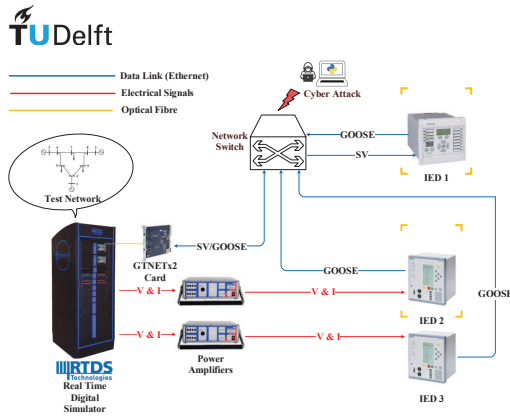 TUDelft
Data Link (Ethernet)
Electrical Signals
Optical Fibre
Cyber Attack
Network
Switch
GOOSE
SV
IED 1
Test Network
GTNETx2
Card
SV/GOOSE
GOOSE
GOOSE
V & I
V & I
IED 2
V & I
V & I
Power
Amplifiers
IED 3
RTDS
Technologies
Real Time
Digital
Simulator